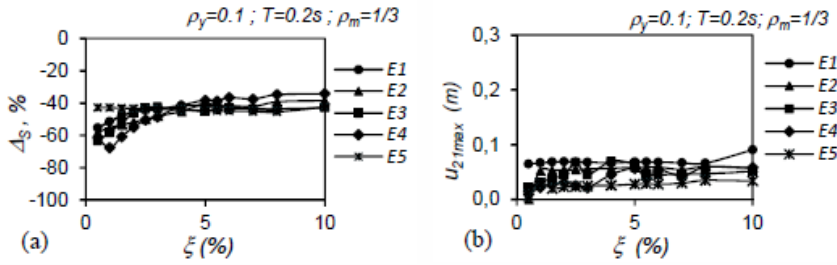 ρy=0.1 ; T=0.2s ; ρm=1/3
0
-20
-40
-60
-80
-100
ΔS , %
0
5
10
ξ (%)
E1
E2
E3
E4
E5
(a)
ρy=0.1 ; T=0.2s; ρm=1/3
0,3
0,2
0,1
0,0
u21max (m)
0
5
10
ξ (%)
E1
E2
E3
E4
E5
(b)